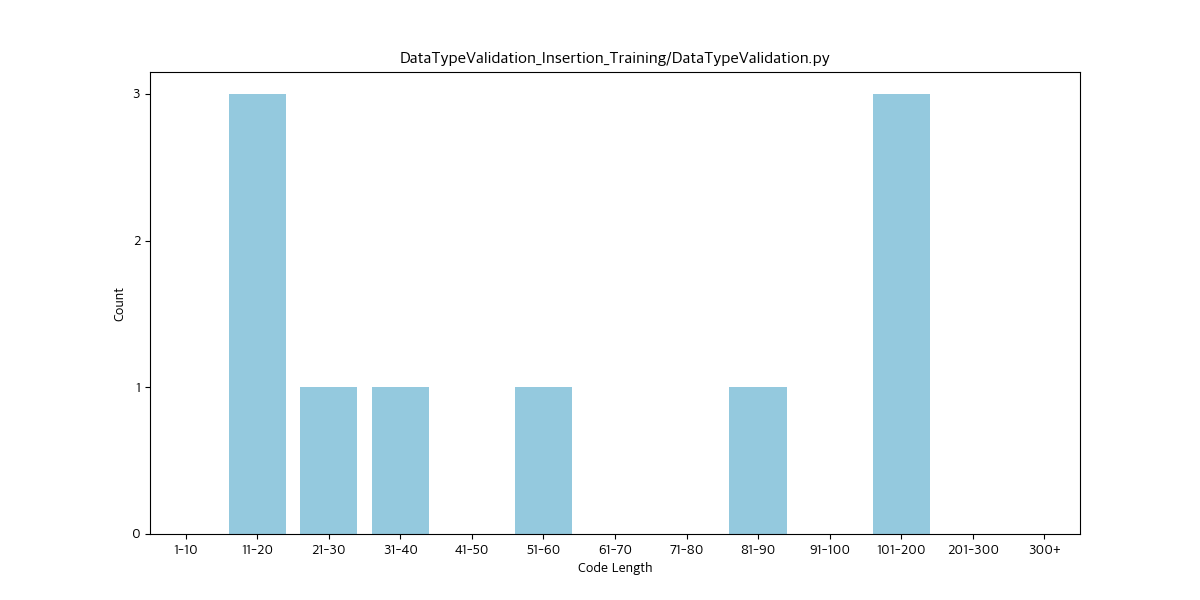 DataTypeValidation_Insertion_Training/DataTypeValidation.py
3
2
1
0
Count
1-10 11-20 21-30 31-40 41-50 51-60 61-70 71-80 81-90 91-100 101-200 201-300 300+
Code Length